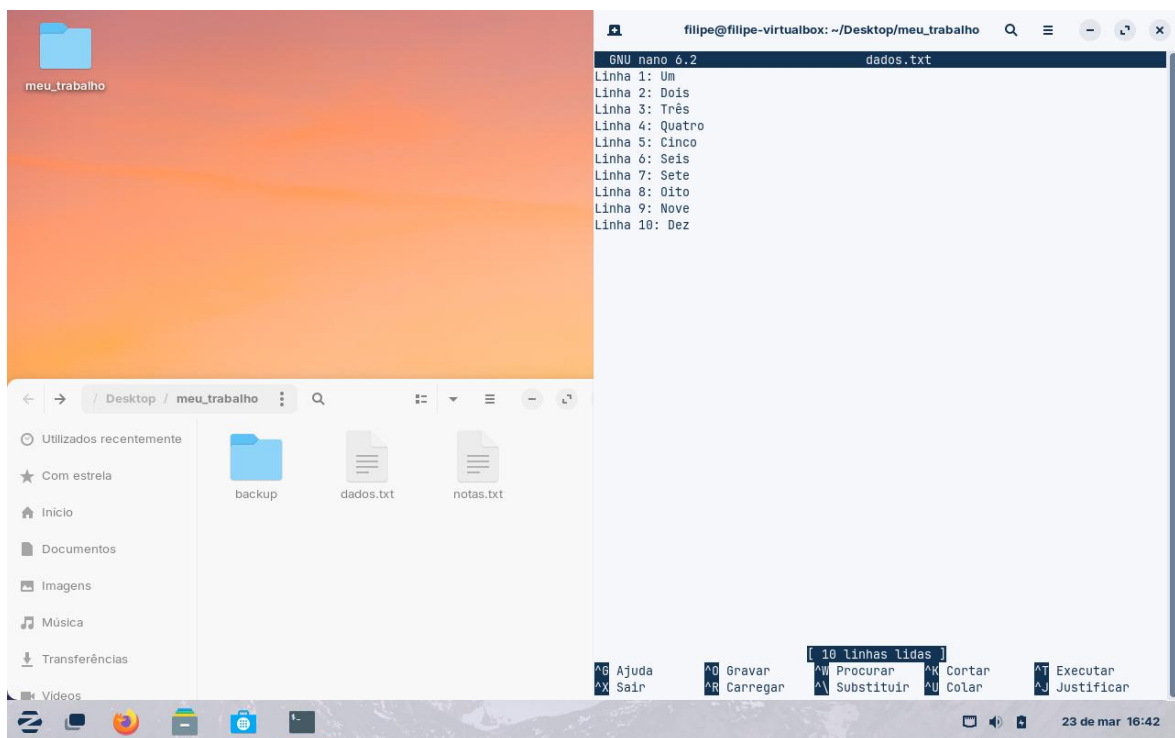 meu_trabalho
/ Desktop / meu_trabalho
Utilizados recentemente
Com estrela
Início
Documentos
Imagens
Música
Transferências
Vídeos
backup
dados.txt
notas.txt
filipe@filipe-virtualbox: ~/Desktop/meu_trabalho
GNU nano 6.2 dados.txt
Linha 1: Um
Linha 2: Dois
Linha 3: Três
Linha 4: Quatro
Linha 5: Cinco
Linha 6: Seis
Linha 7: Sete
Linha 8: Oito
Linha 9: Nove
Linha 10: Dez
[ 10 linhas lidas ]
^G Ajuda ^O Gravar ^W Procurar ^K Cortar ^T Executar
^X Sair ^R Carregar ^\ Substituir ^U Colar ^J Justificar
23 de mar 16:42